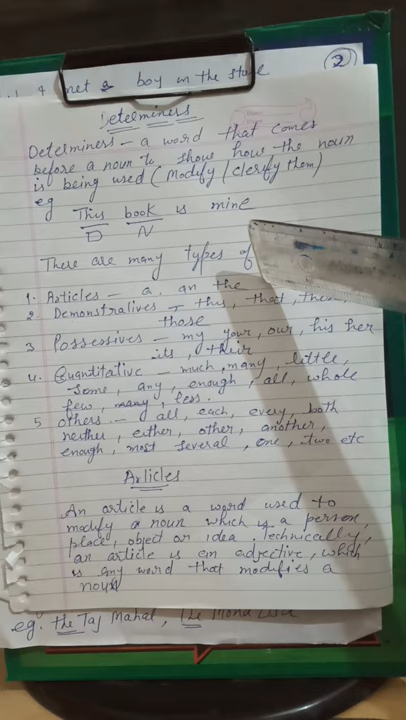 net a boy in the store
2
Determiners
Determiners - a word that comes
before a noun to show how the noun
is being used (modify / clerify them)
eg This book is mine
D N
There are many types of
1. Articles - a, an the
2 Demonstratives - this, that, these,
those
3 Possessives - my your, our, his her
its, their
4. Quantitative - much, many, little,
some, any, enough, all, whole
few, many, less.
5 others :- all, each, every, both
neither, either, other, another,
enough, most several, one, two etc
Articles
An article is a word used to
modify a noun which is a person,
place, object or idea. Technically,
an article is an adjective, which
is any word that modifies a
noun
eg: the Taj Mahal, The Mona Lisa